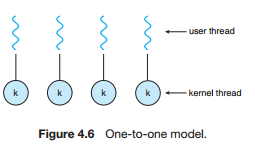 user thread
k k k k kernel thread
Figure 4.6 One-to-one model.